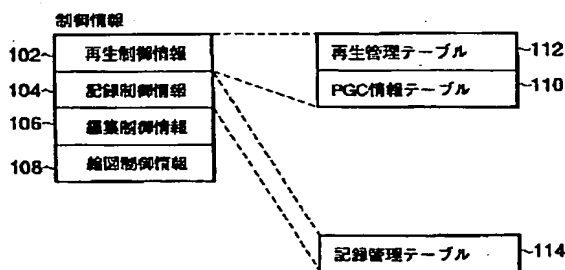 制御情報
102 再生制御情報
104 記録制御情報
106 編集制御情報
108 縮図制御情報
再生管理テーブル 112
PGC情報テーブル 110
記録管理テーブル 114